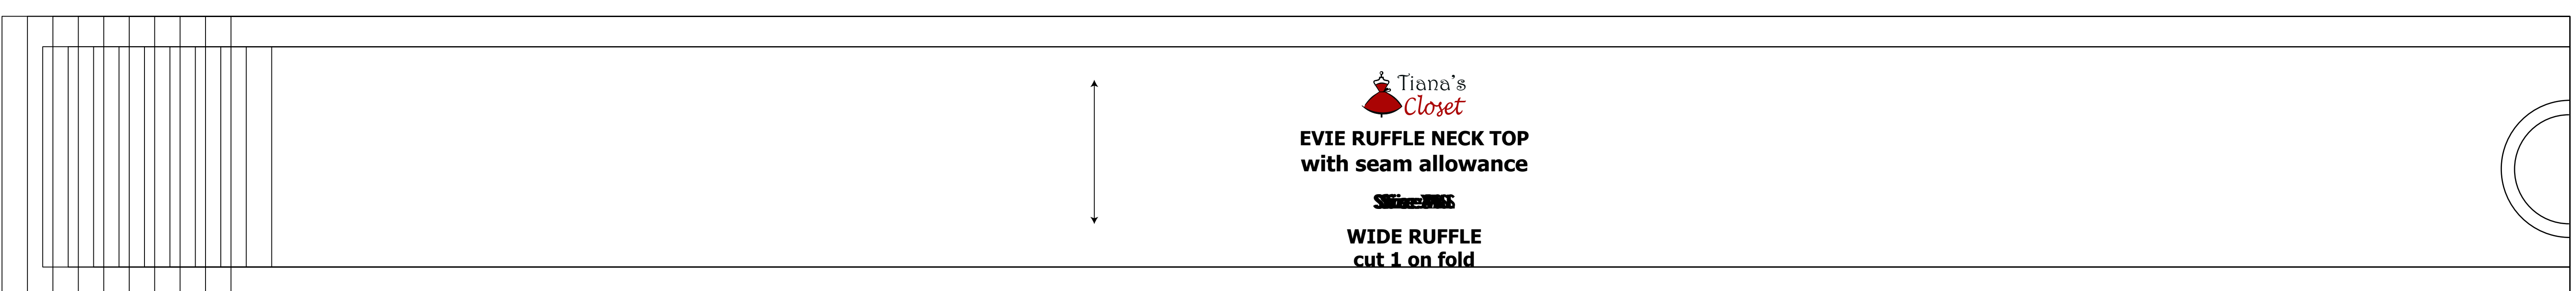 Tiana's
Closet
EVIE RUFFLE NECK TOP
with seam allowance
WIDE RUFFLE
cut 1 on fold